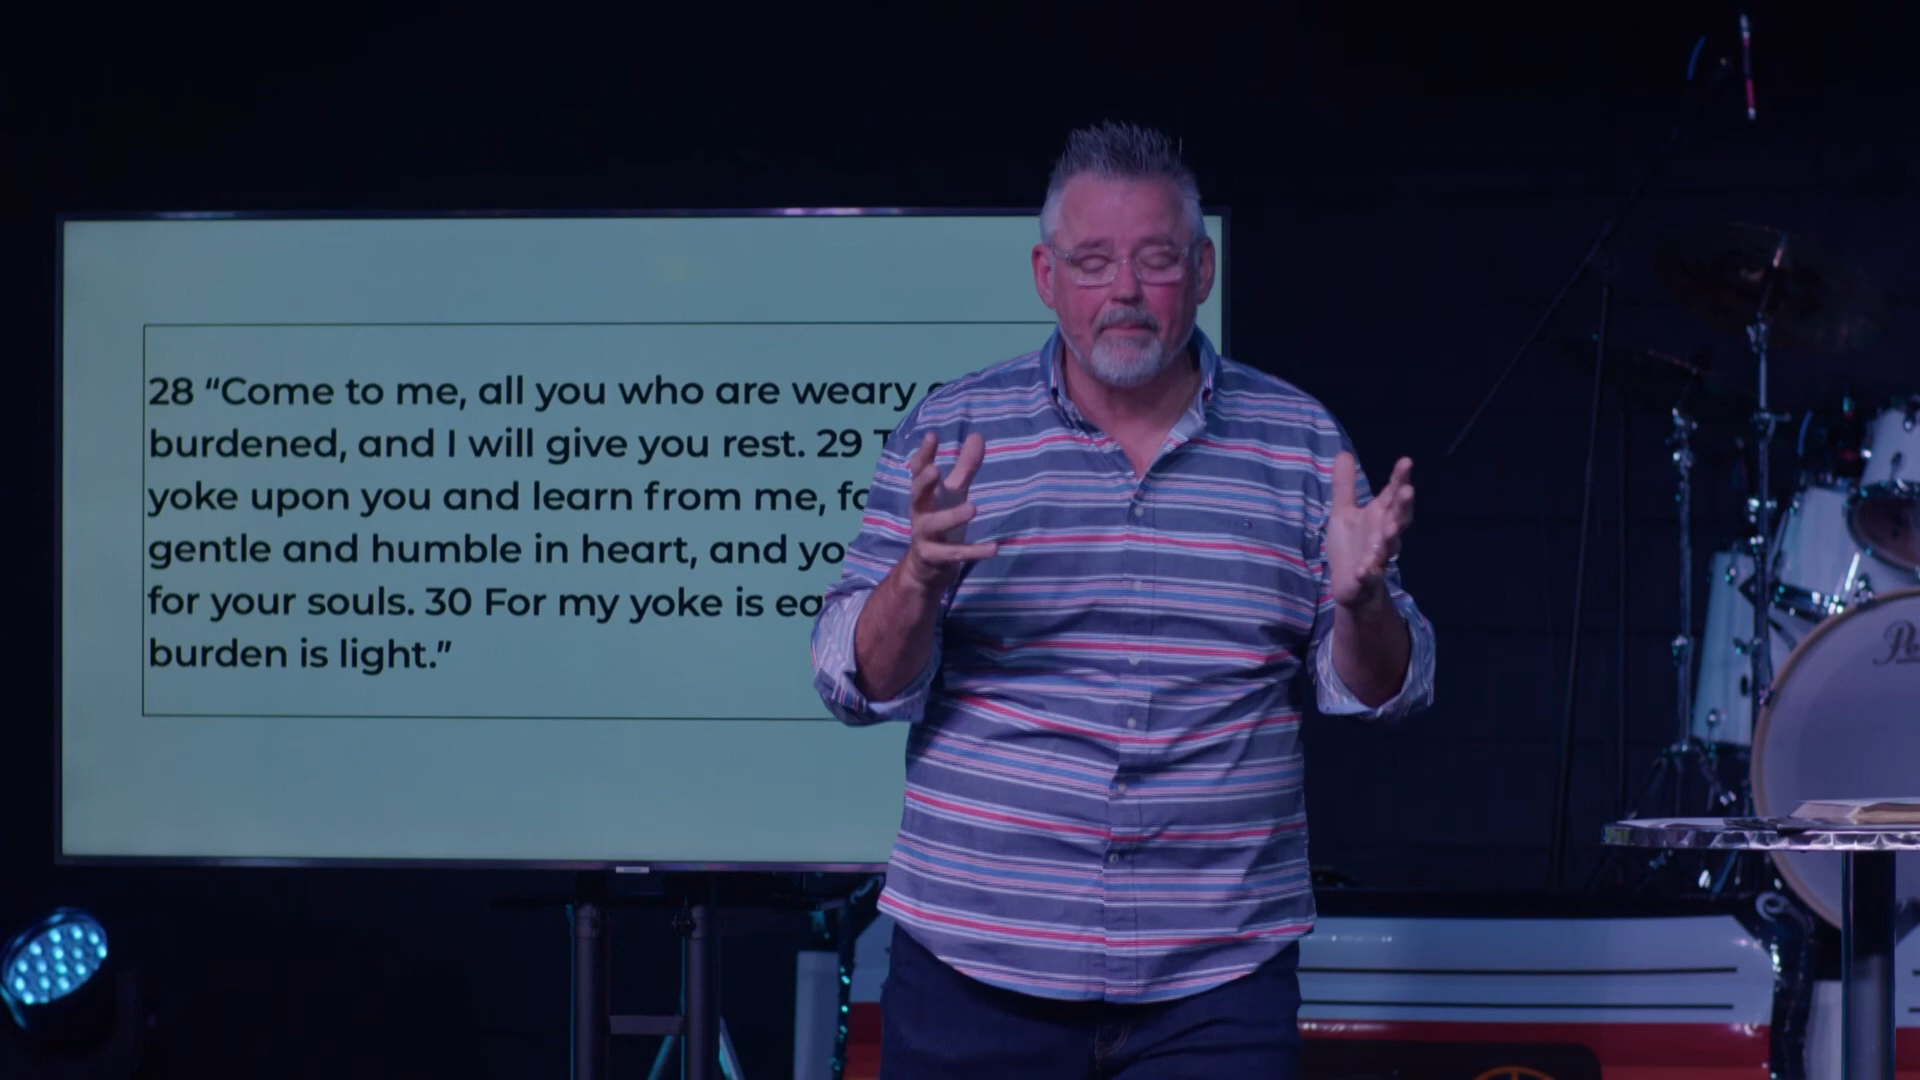 28 “Come to me, all you who are weary
burdened, and I will give you rest. 29
yoke upon you and learn from me,
gentle and humble in heart, and
for your souls. 30 For my yoke is
burden is light.”